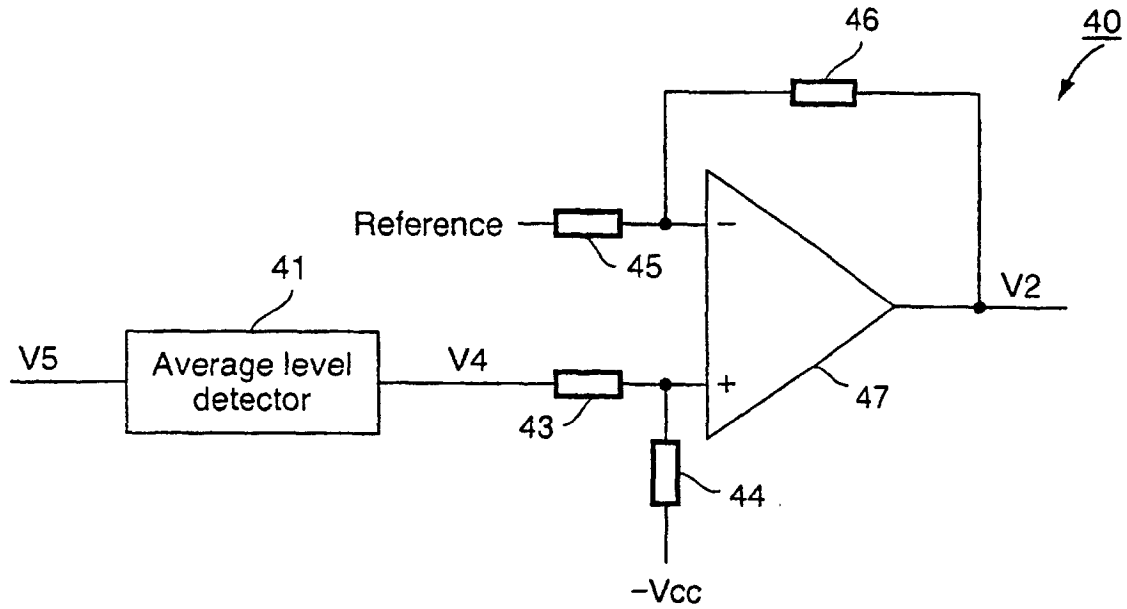 46
40
Reference
−
45
41
V2
V5
Average level
detector
V4
43
+
47
44
−Vcc